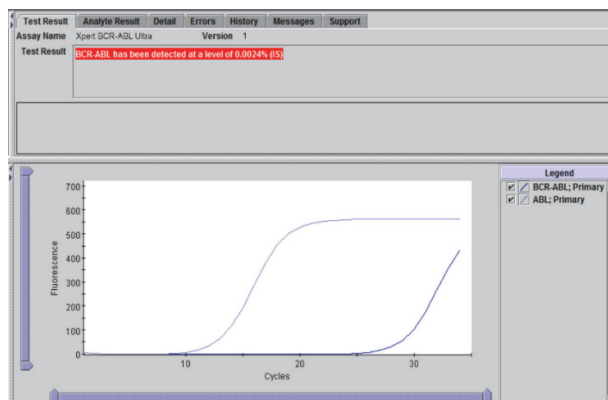 Test Result Analyte Result Detail Errors History Messages Support
Assay Name Xpert BCR-ABL Ultra Version 1
Test Result BCR-ABL has been detected at a level of 0.0024% (IS)
Legend
BCR-ABL; Primary
ABL; Primary
Fluorescence
700
600
500
400
300
200
100
0
10 20 30
Cycles